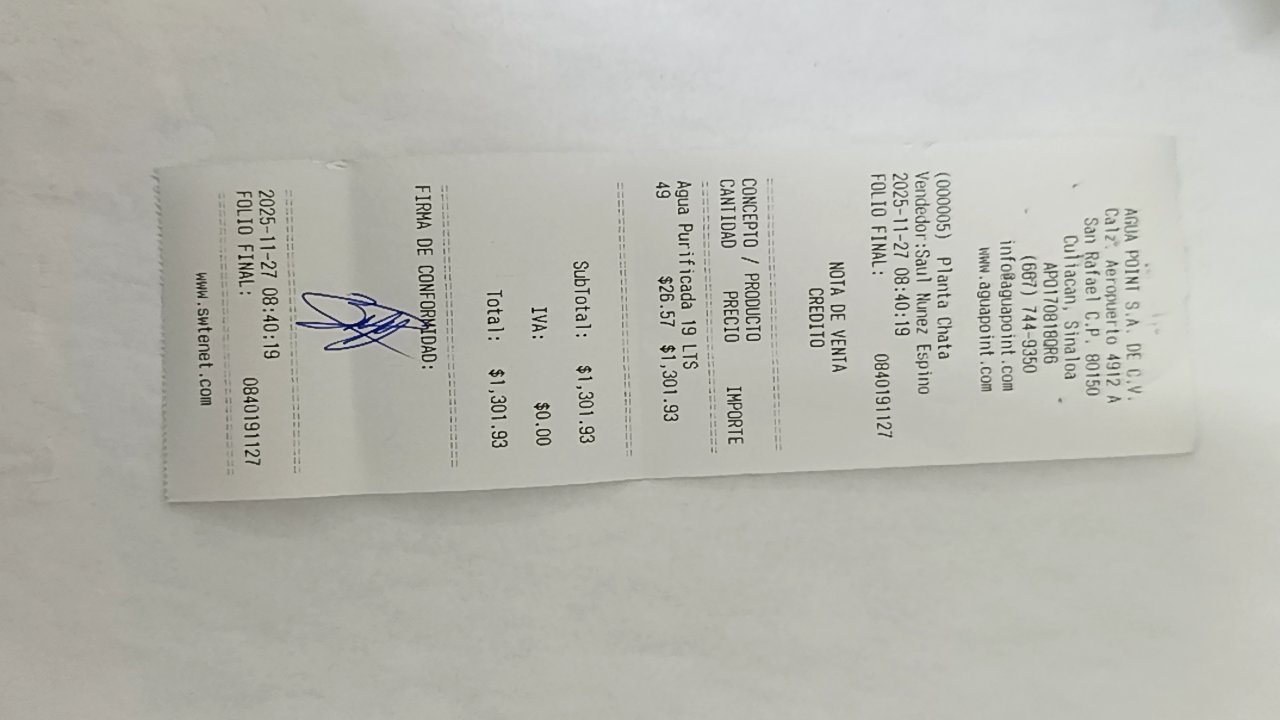 AGUA POINT S.A. DE C.V.
Calz. Aeropuerto 4912 A
San Rafael C.P. 80150
Culiacan, Sinaloa
APO170818QR6
(667) 744-9350
info@aguapoint.com
www.aguapoint.com
(000005) Planta Chata
Vendedor:Saul Nunez Espino
2025-11-27 08:40:19
FOLIO FINAL: 0840191127
NOTA DE VENTA
CREDITO
CONCEPTO / PRODUCTO
CANTIDAD PRECIO IMPORTE
Agua Purificada 19 LTS
49 $26.57 $1,301.93
SubTotal: $1,301.93
IVA: $0.00
Total: $1,301.93
FIRMA DE CONFORMIDAD:
2025-11-27 08:40:19
FOLIO FINAL: 0840191127
www.swtenet.com